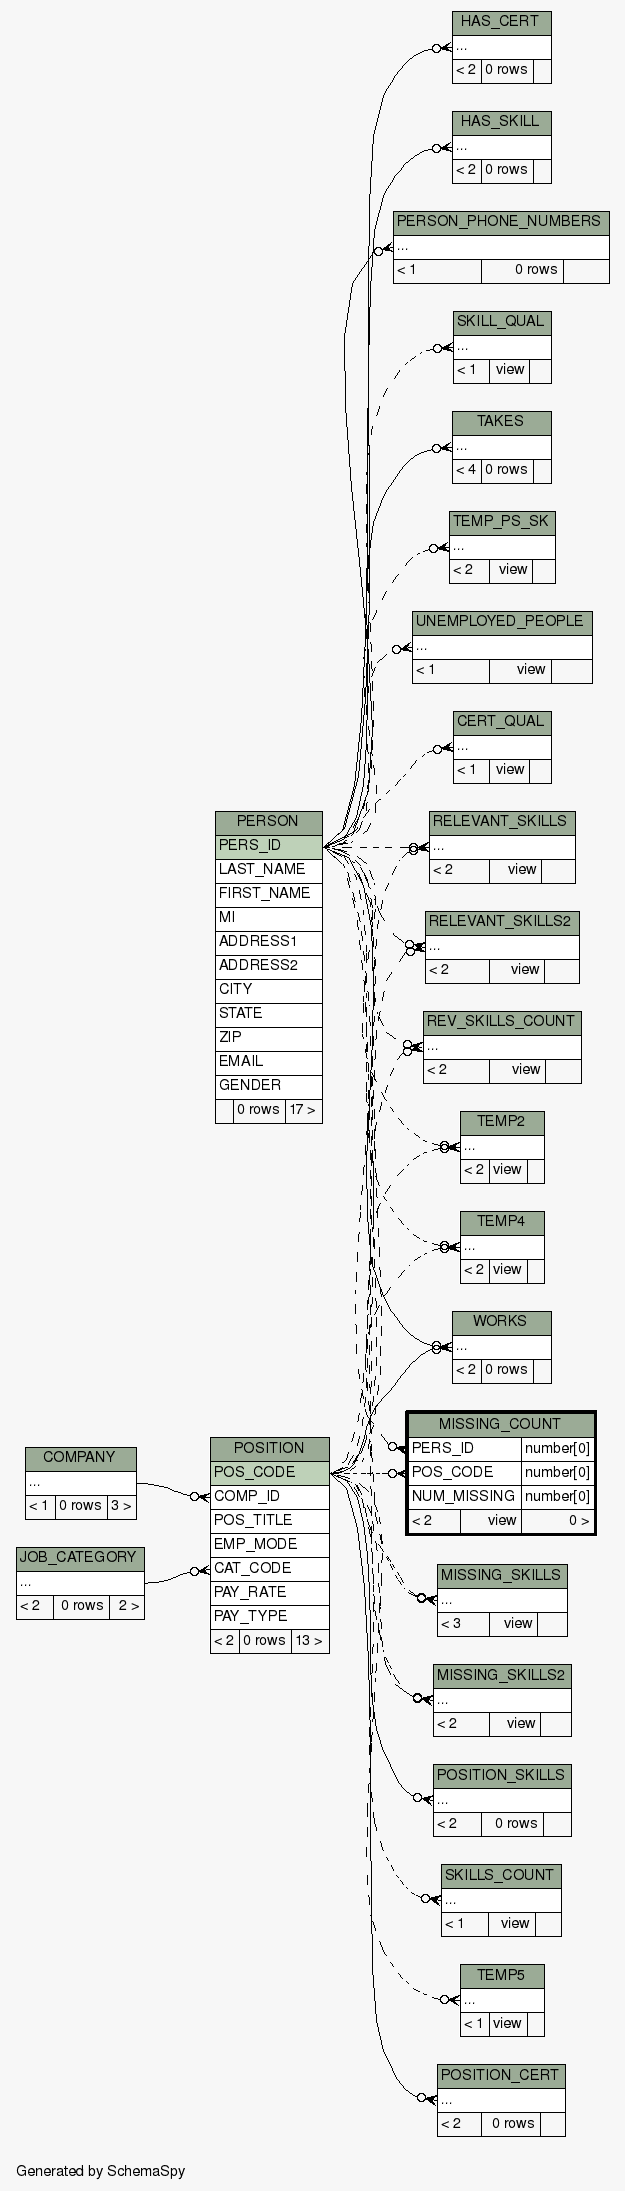 HAS_CERT
...
< 2 0 rows
HAS_SKILL
...
< 2 0 rows
PERSON_PHONE_NUMBERS
...
< 1 0 rows
SKILL_QUAL
...
< 1 view
TAKES
...
< 4 0 rows
TEMP_PS_SK
...
< 2 view
UNEMPLOYED_PEOPLE
...
< 1 view
CERT_QUAL
...
< 1 view
PERSON
PERS_ID
LAST_NAME
FIRST_NAME
MI
ADDRESS1
ADDRESS2
CITY
STATE
ZIP
EMAIL
GENDER
0 rows 17 >
RELEVANT_SKILLS
...
< 2 view
RELEVANT_SKILLS2
...
< 2 view
REV_SKILLS_COUNT
...
< 2 view
TEMP2
...
< 2 view
TEMP4
...
< 2 view
WORKS
...
< 2 0 rows
MISSING_COUNT
PERS_ID number[0]
POS_CODE number[0]
NUM_MISSING number[0]
< 2 view 0 >
COMPANY
...
< 1 0 rows 3 >
JOB_CATEGORY
...
< 2 0 rows 2 >
POSITION
POS_CODE
COMP_ID
POS_TITLE
EMP_MODE
CAT_CODE
PAY_RATE
PAY_TYPE
< 2 0 rows 13 >
MISSING_SKILLS
...
< 3 view
MISSING_SKILLS2
...
< 2 view
POSITION_SKILLS
...
< 2 0 rows
SKILLS_COUNT
...
< 1 view
TEMP5
...
< 1 view
POSITION_CERT
...
< 2 0 rows
Generated by SchemaSpy